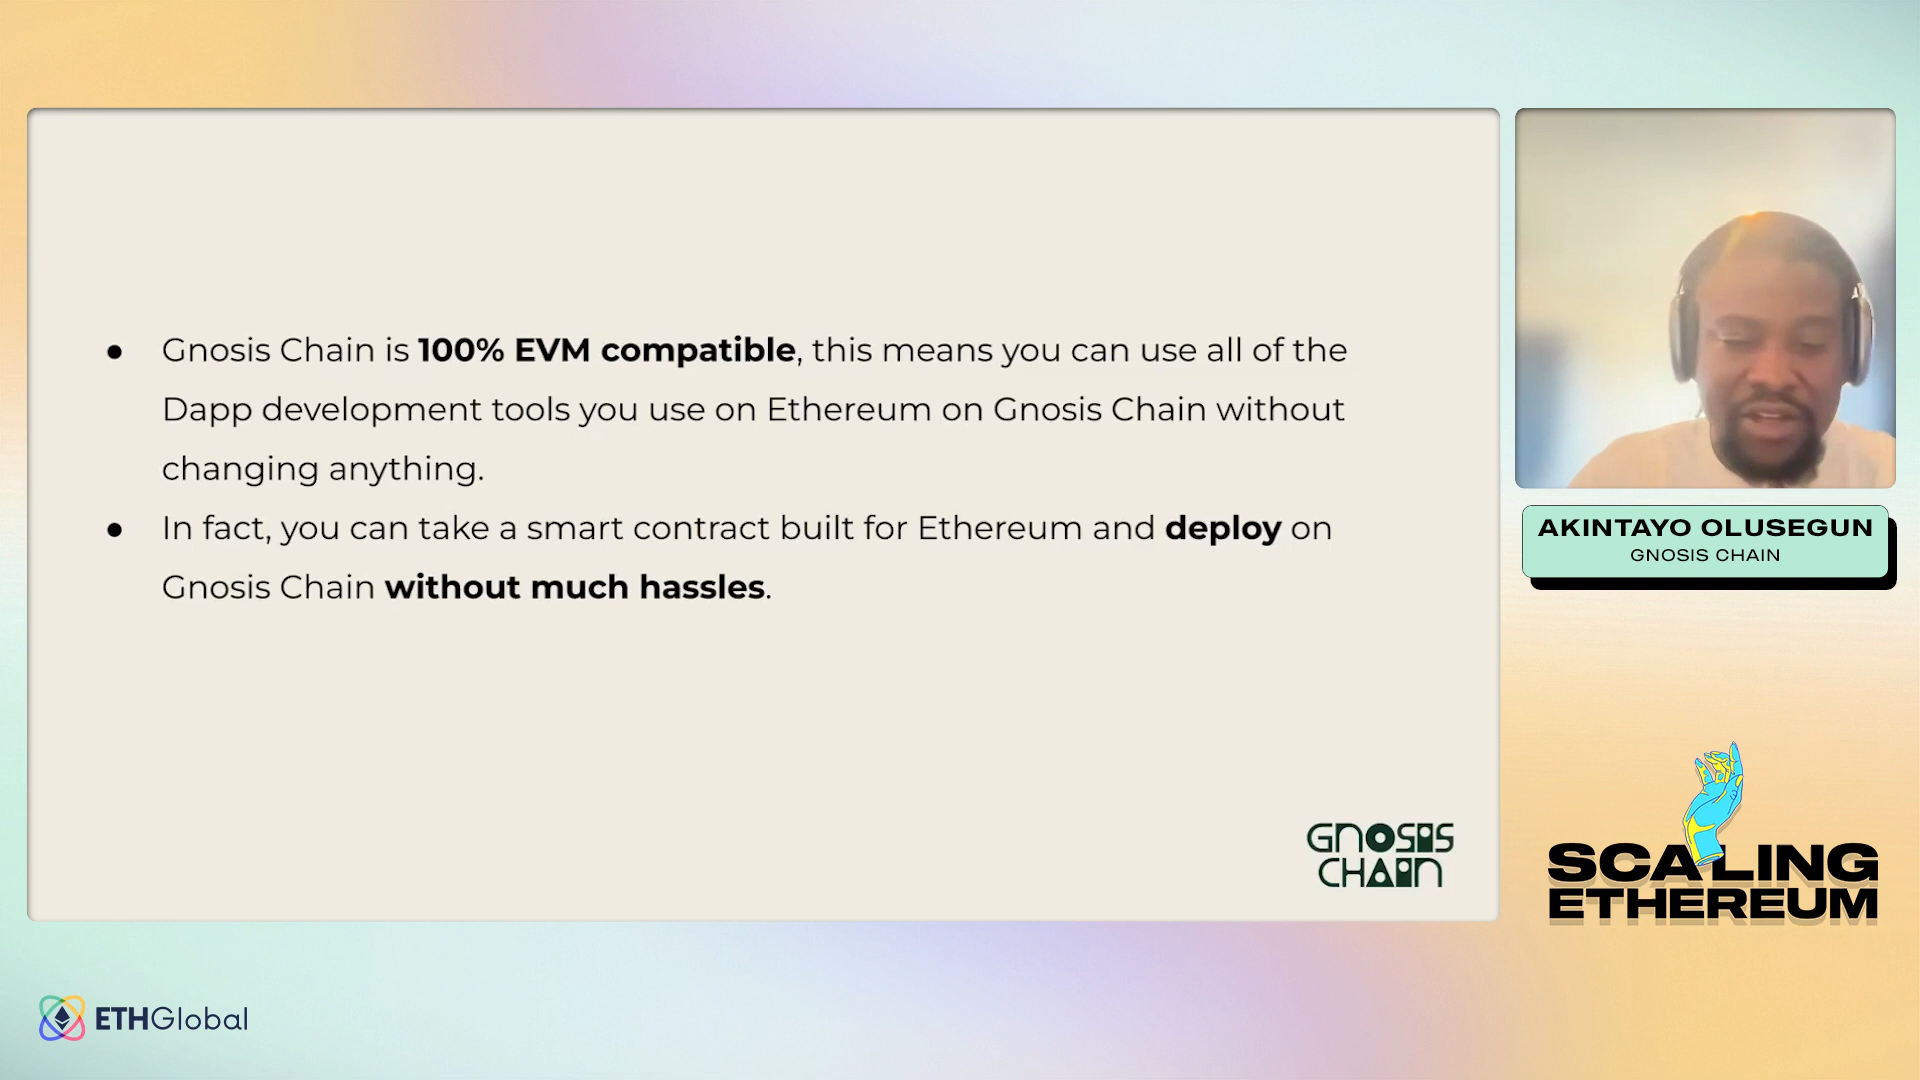 ● Gnosis Chain is 100% EVM compatible, this means you can use all of the
Dapp development tools you use on Ethereum on Gnosis Chain without
changing anything.
● In fact, you can take a smart contract built for Ethereum and deploy on
Gnosis Chain without much hassles.
GNOSIS
CHAIN
AKINTAYO OLUSEGUN
GNOSIS CHAIN
SCALING
ETHEREUM
ETHGlobal